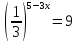 (1/3)^(5−3x) = 9